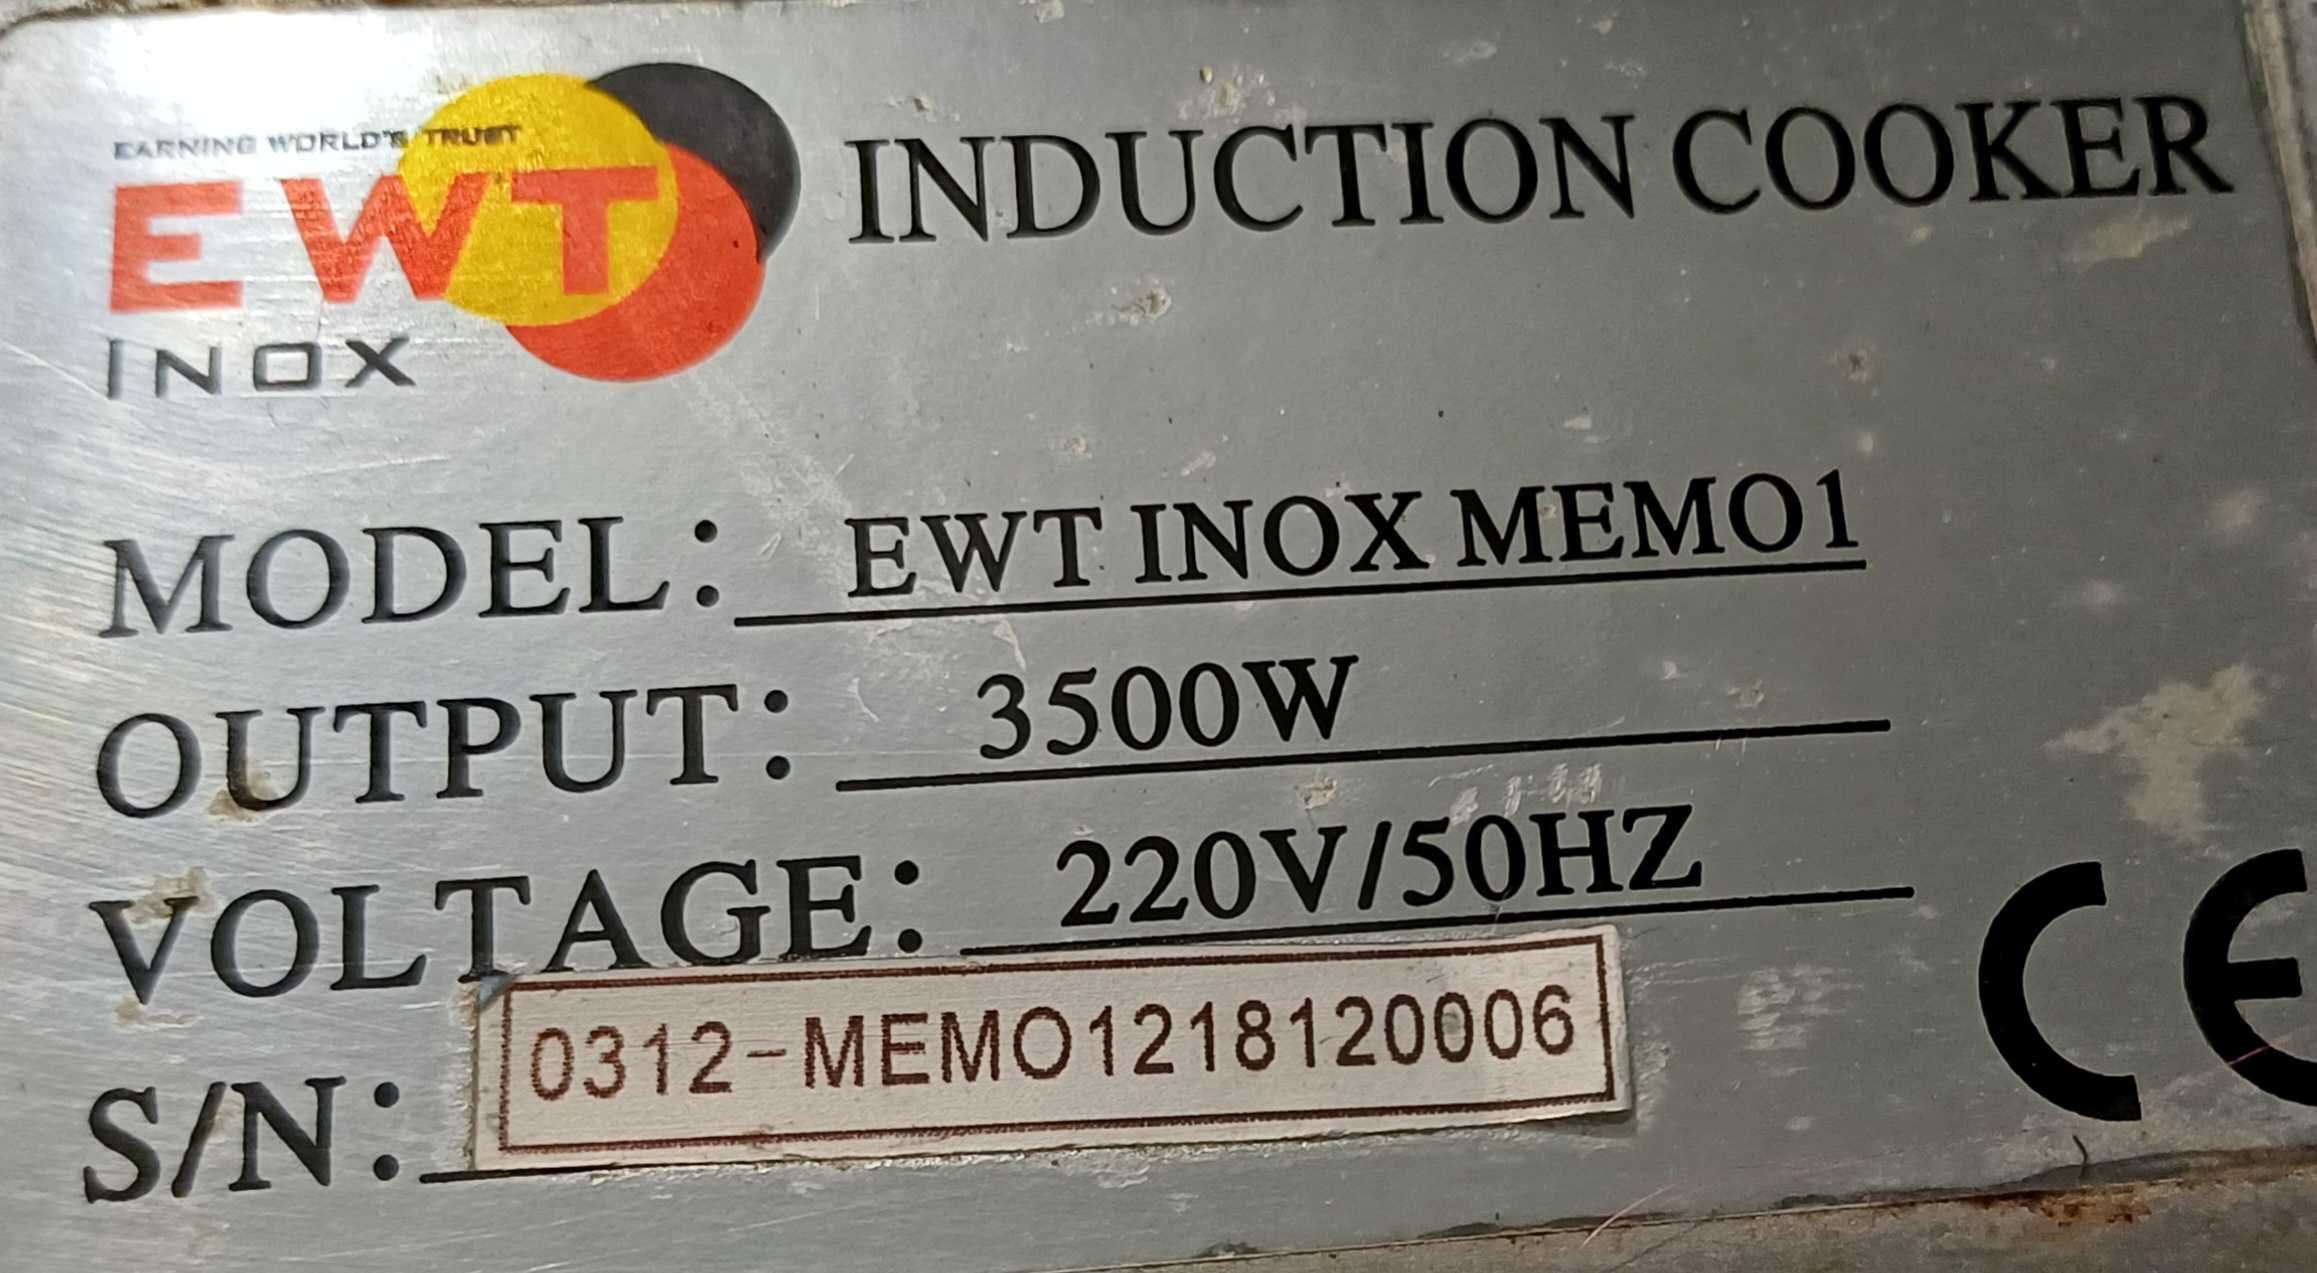 EARNING WORLD'S TRUST
EWT
INOX
INDUCTION COOKER
MODEL: EWT INOX MEMO1
OUTPUT: 3500W
VOLTAGE: 220V/50HZ
S/N: 0312-MEMO1218120006
CE